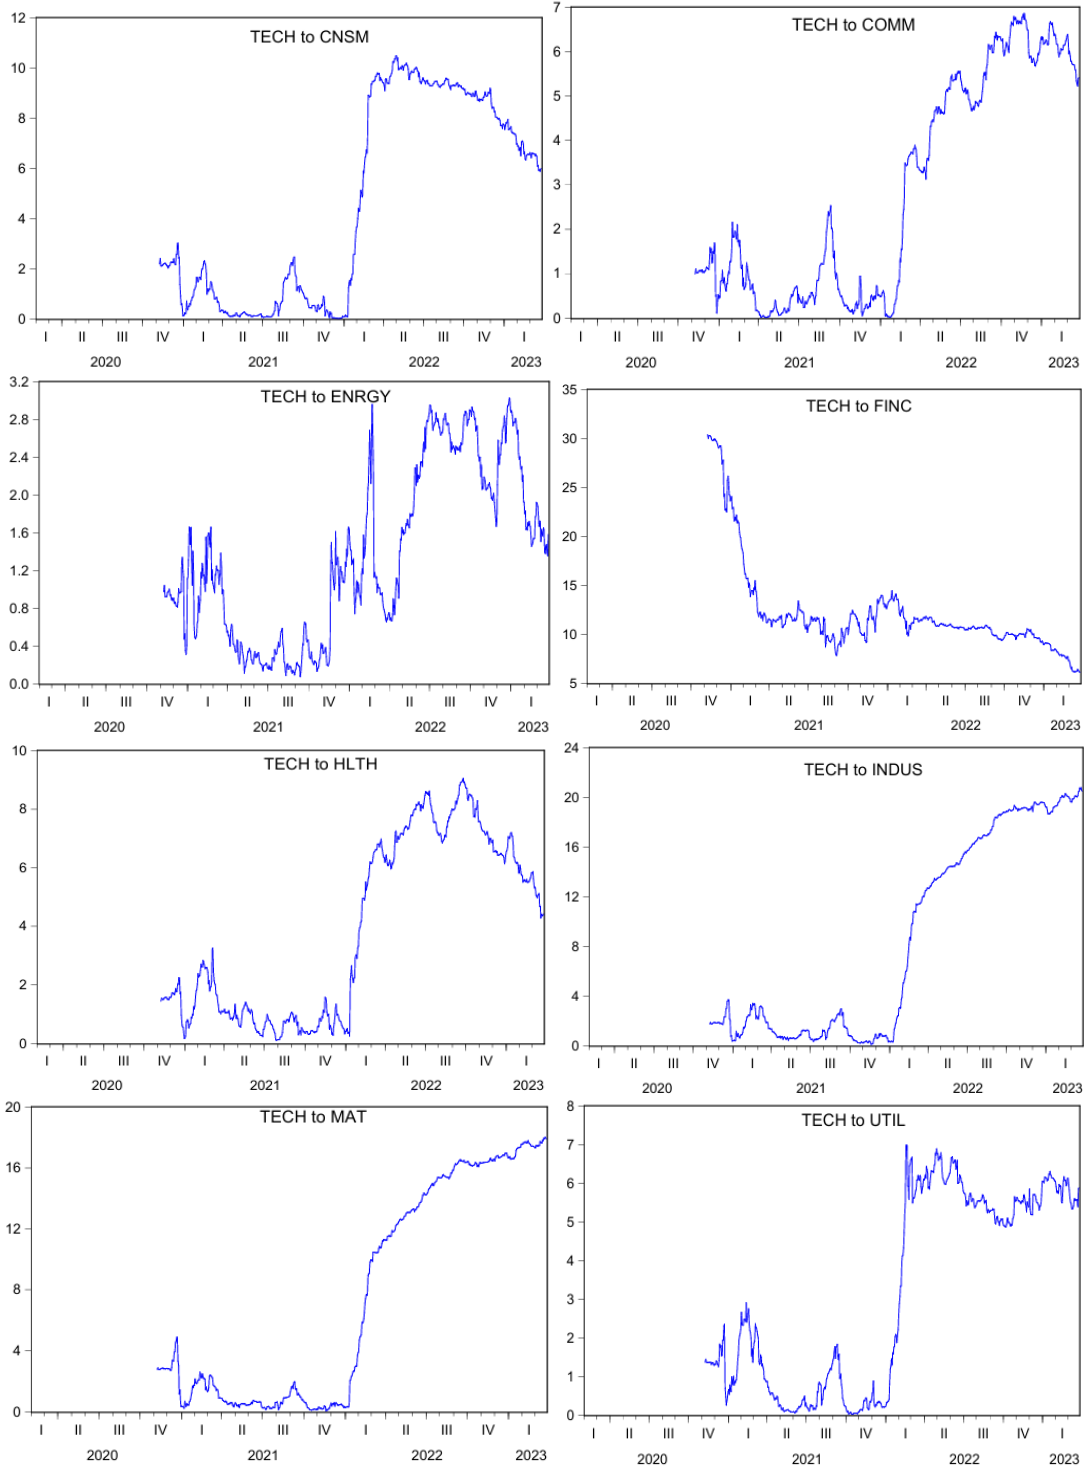 TECH to CNSM
12
10
8
6
4
2
0
I II III IV I II III IV I II III IV I
2020 2021 2022 2023
TECH to COMM
7
6
5
4
3
2
1
0
I II III IV I II III IV I II III IV I
2020 2021 2022 2023
TECH to ENRGY
3.2
2.8
2.4
2.0
1.6
1.2
0.8
0.4
0.0
I II III IV I II III IV I II III IV I
2020 2021 2022 2023
TECH to FINC
35
30
25
20
15
10
5
I II III IV I II III IV I II III IV I
2020 2021 2022 2023
TECH to HLTH
10
8
6
4
2
0
I II III IV I II III IV I II III IV I
2020 2021 2022 2023
TECH to INDUS
24
20
16
12
8
4
0
I II III IV I II III IV I II III IV I
2020 2021 2022 2023
TECH to MAT
20
16
12
8
4
0
I II III IV I II III IV I II III IV I
2020 2021 2022 2023
TECH to UTIL
8
7
6
5
4
3
2
1
0
I II III IV I II III IV I II III IV I
2020 2021 2022 2023